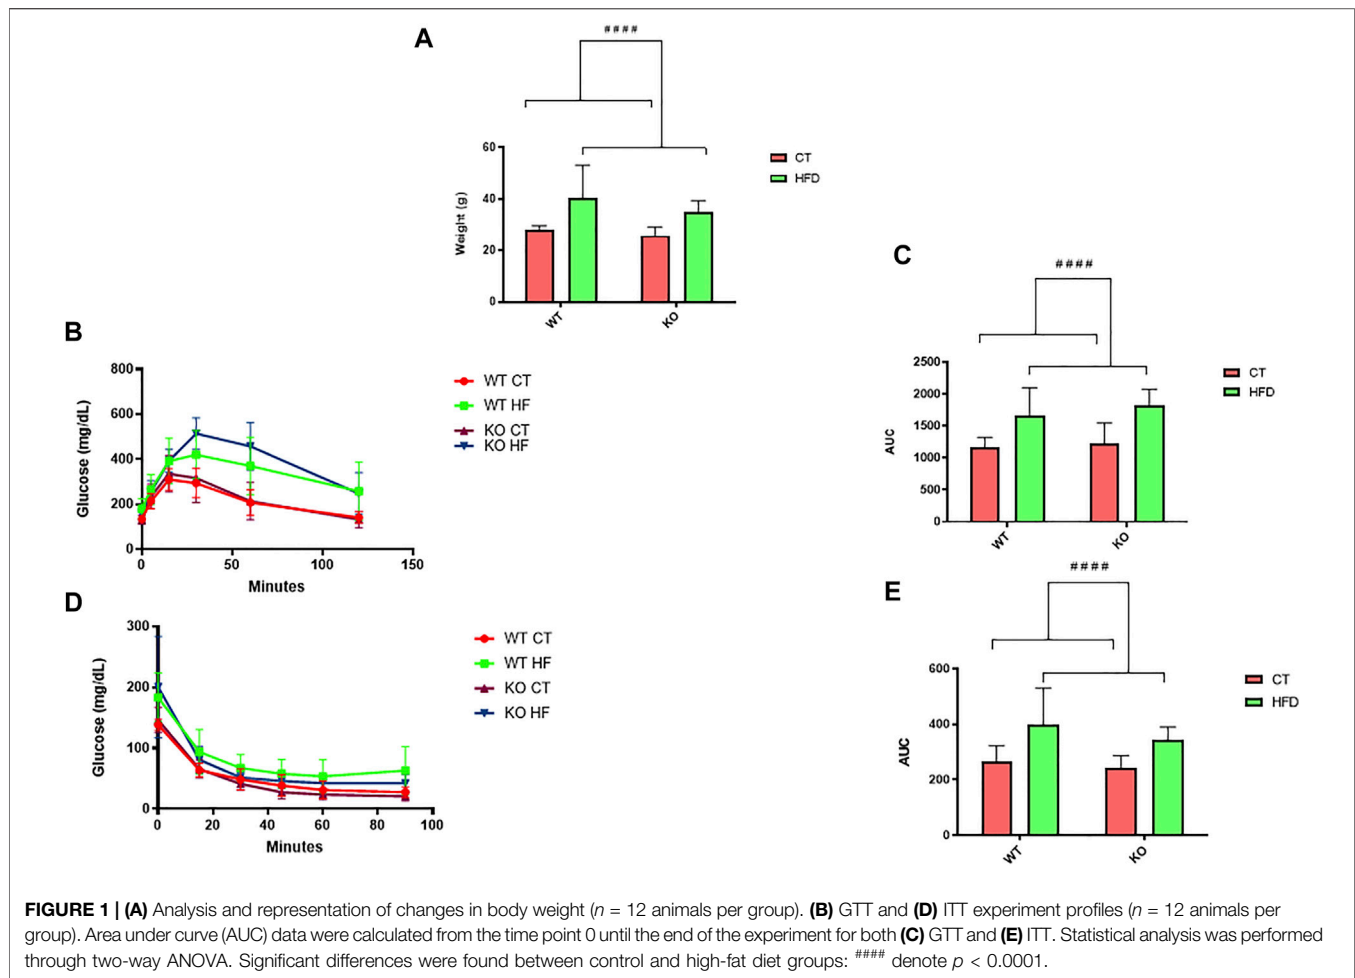 A
####
60
40
20
0
Weight (g)
WT
KO
CT
HFD
B
800
600
400
200
0
Glucose (mg/dL)
0 50 100 150
Minutes
WT CT
WT HF
KO CT
KO HF
C
####
2500
2000
1500
1000
500
0
AUC
WT
KO
CT
HFD
D
300
200
100
0
Glucose (mg/dL)
0 20 40 60 80 100
Minutes
WT CT
WT HF
KO CT
KO HF
E
####
600
400
200
0
AUC
WT
KO
CT
HFD
FIGURE 1 | (A) Analysis and representation of changes in body weight (n = 12 animals per group). (B) GTT and (D) ITT experiment profiles (n = 12 animals per
group). Area under curve (AUC) data were calculated from the time point 0 until the end of the experiment for both (C) GTT and (E) ITT. Statistical analysis was performed
through two-way ANOVA. Significant differences were found between control and high-fat diet groups: #### denote p < 0.0001.